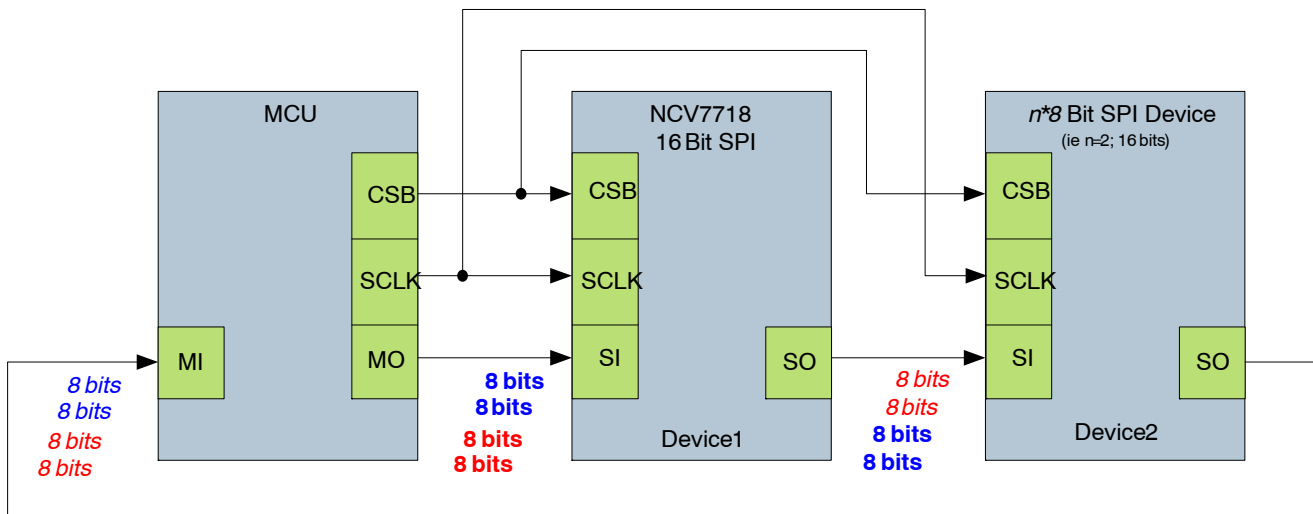 MCU
CSB
SCLK
MI
MO
8 bits
8 bits
8 bits
8 bits
8 bits
8 bits
8 bits
8 bits
NCV7718
16 Bit SPI
CSB
SCLK
SI
SO
Device1
8 bits
8 bits
8 bits
8 bits
n*8 Bit SPI Device
(ie n=2; 16 bits)
CSB
SCLK
SI
SO
Device2